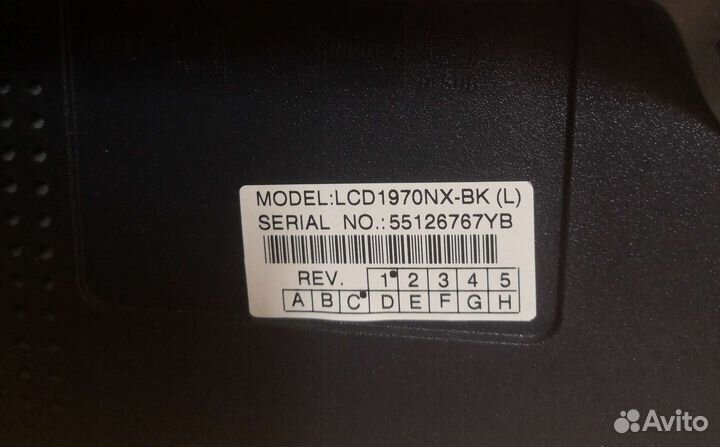 MODEL:LCD1970NX-BK (L)
SERIAL NO.:55126767YB
REV. 1 2 3 4 5
A B C D E F G H
Avito